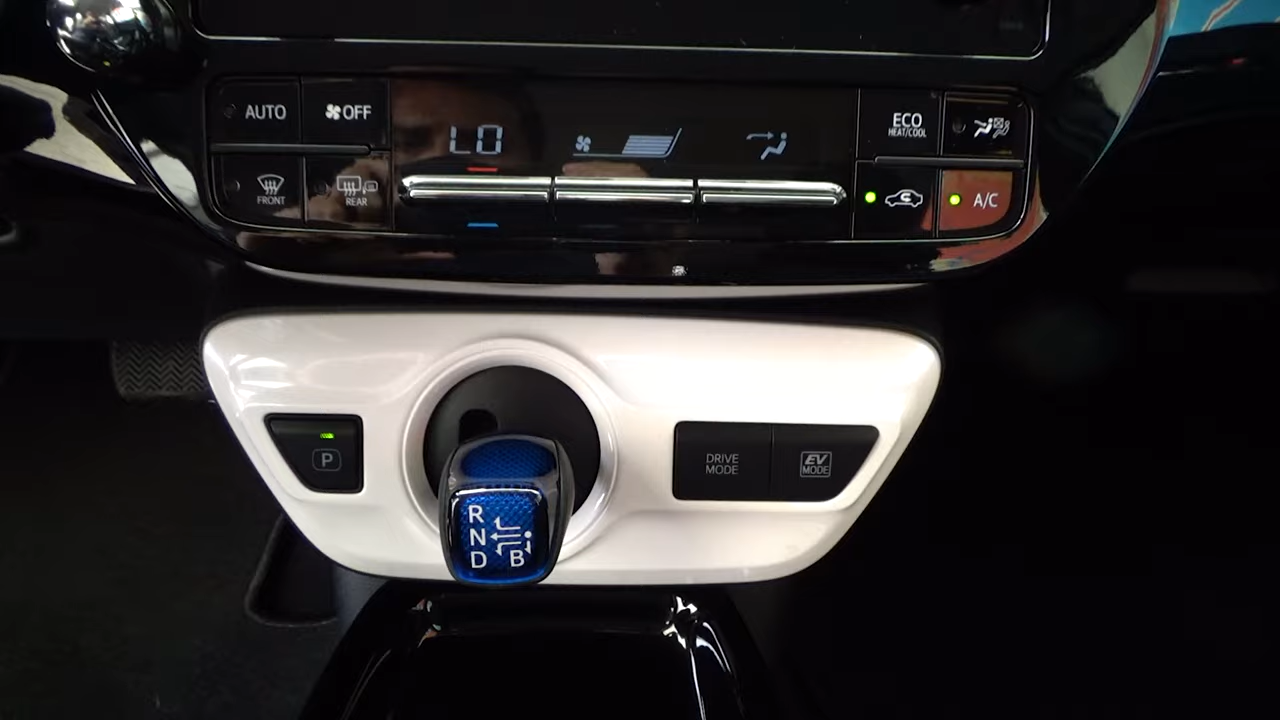 AUTO
OFF
LO
ECO
HEAT/COOL
FRONT
REAR
A/C
P
DRIVE
MODE
EV
MODE
R
N
D B